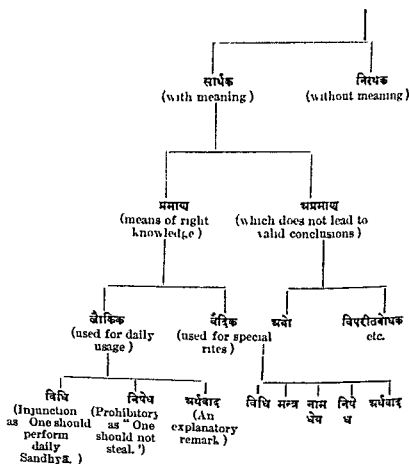 सार्थक
(with meaning)
निरर्थक
(without meaning)
प्रमाण
(means of right
knowledge)
अप्रमाण
(which does not lead to
valid conclusions)
लौकिक
(used for daily
usage)
वैदिक
(used for special
rites)
विपरीतबोधक
etc.
विधि
(Injunction
as One should
perform
daily
Sandhya.)
निषेध
(Prohibitory
as "One
should not
steal.')
अर्थवाद
(An
explanatory
remark)
विधि
मन्त्र
नाम
धेय
निषे
ध
अर्थवाद